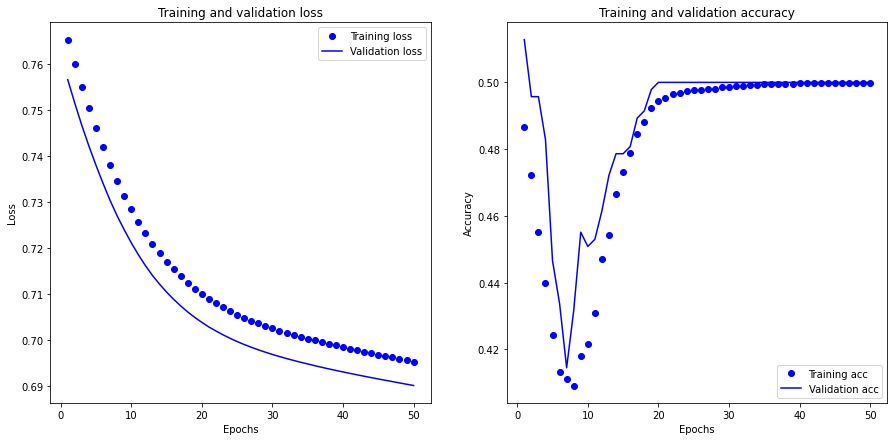 Training and validation loss
Training loss
Validation loss
0.76
0.75
0.74
0.73
0.72
0.71
0.70
0.69
Loss
0
10
20
30
40
50
Epochs
Training and validation accuracy
0.50
0.48
0.46
0.44
0.42
Accuracy
Training acc
Validation acc
0
10
20
30
40
50
Epochs